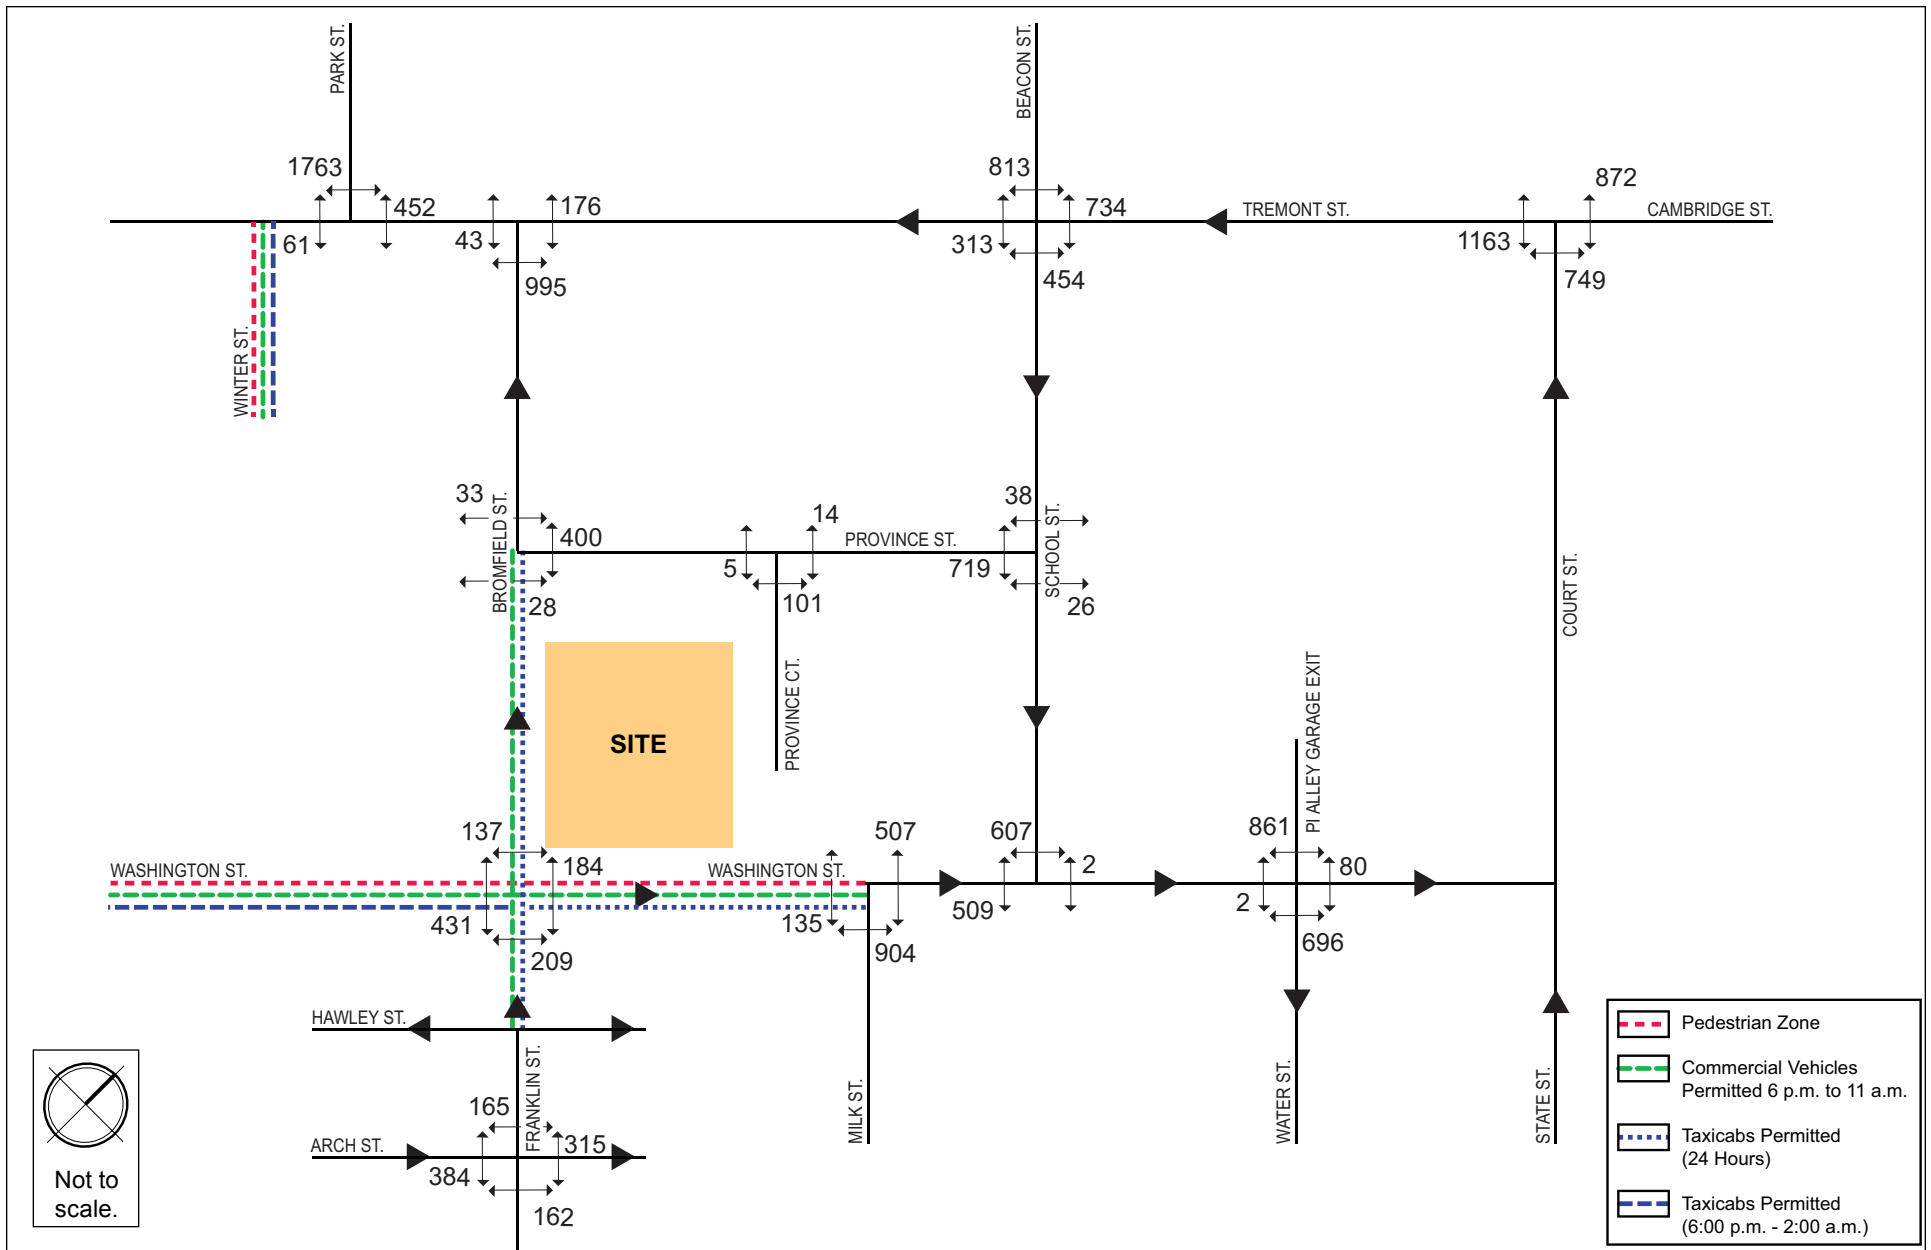 PARK ST.
BEACON ST.
1763
813
872
452
176
734
TREMONT ST.
CAMBRIDGE ST.
61
43
313
1163
995
454
749
WINTER ST.
33
14
38
BROMFIELD ST.
400
PROVINCE ST.
SCHOOL ST.
5
719
28
101
26
COURT ST.
SITE
PROVINCE CT.
PI ALLEY GARAGE EXIT
137
507
607
861
WASHINGTON ST.
184
WASHINGTON ST.
2
80
431
135
509
2
209
904
696
HAWLEY ST.
FRANKLIN ST.
MILK ST.
WATER ST.
STATE ST.
165
ARCH ST.
315
384
162
Not to
scale.
Pedestrian Zone
Commercial Vehicles
Permitted 6 p.m. to 11 a.m.
Taxicabs Permitted
(24 Hours)
Taxicabs Permitted
(6:00 p.m. - 2:00 a.m.)